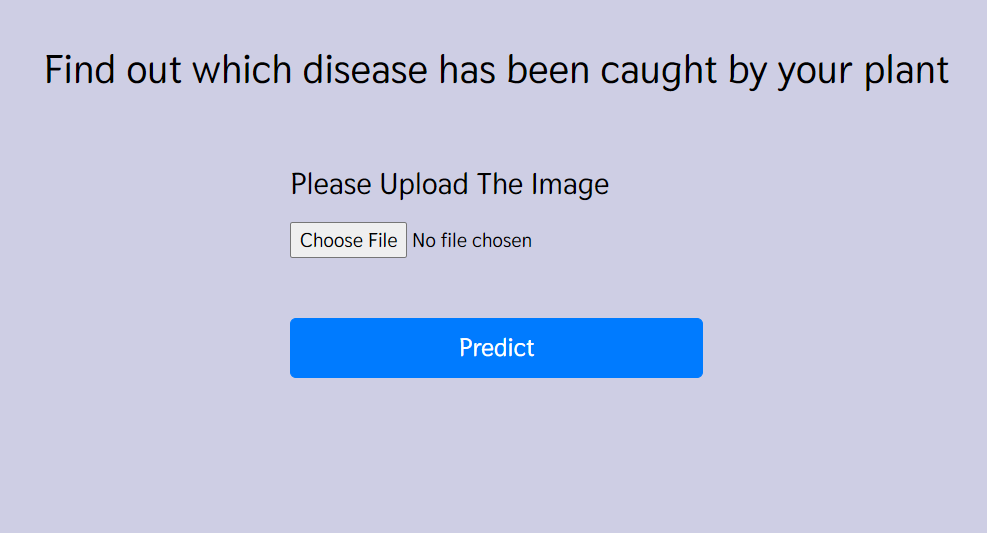 Find out which disease has been caught by your plant
Please Upload The Image
Choose File No file chosen
Predict